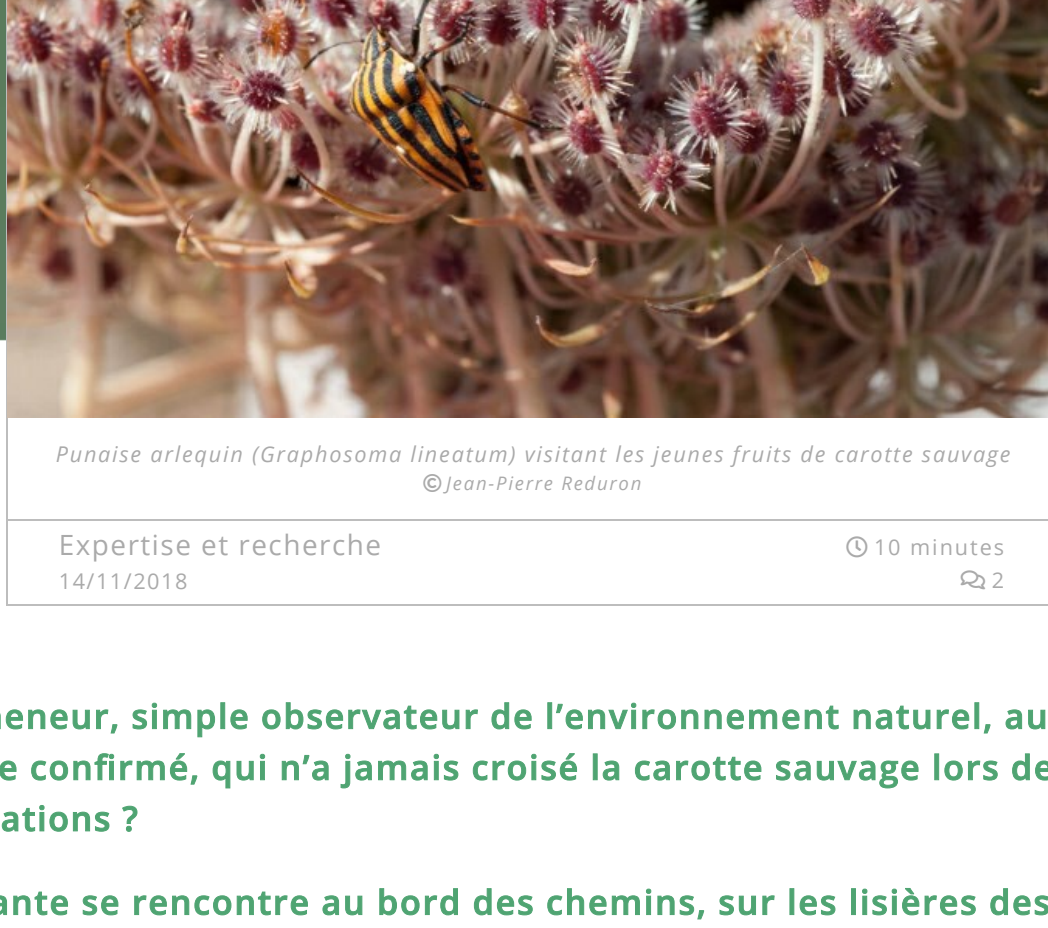 Punaise arlequin (Graphosoma lineatum) visitant les jeunes fruits de carotte sauvage
© Jean-Pierre Reduron
Expertise et recherche
10 minutes
14/11/2018
2
eneur, simple observateur de l’environnement naturel, au
e confirmé, qui n’a jamais croisé la carotte sauvage lors de
ations ?
ante se rencontre au bord des chemins, sur les lisières des